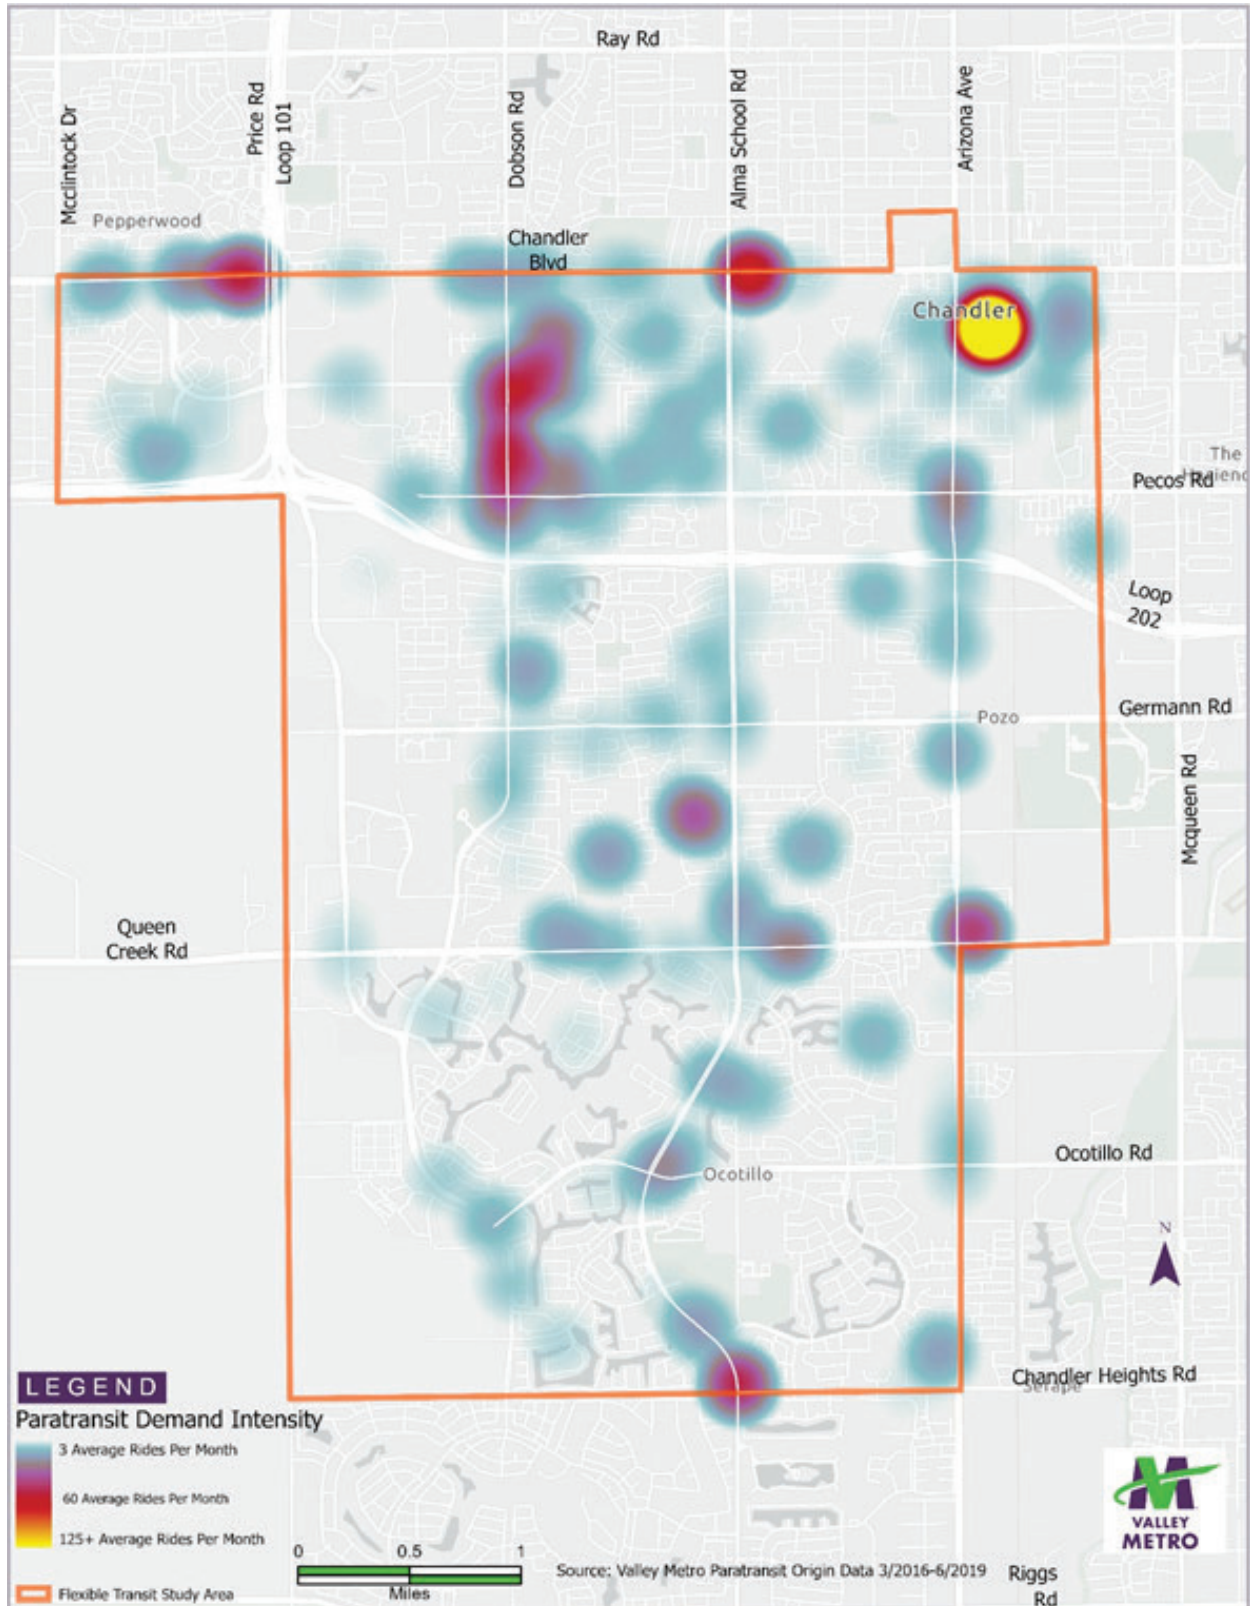 Ray Rd
Mcclintock Dr
Price Rd
Loop 101
Dobson Rd
Alma School Rd
Arizona Ave
Pepperwood
Chandler
Blvd
Chandler
The
Pecos Rd
Loop
202
Pozo
Germann Rd
Mcqueen Rd
Queen
Creek Rd
Ocotillo
Ocotillo Rd
N
Chandler Heights Rd
Serape
LEGEND
Paratransit Demand Intensity
3 Average Rides Per Month
60 Average Rides Per Month
125+ Average Rides Per Month
Flexible Transit Study Area
0 0.5 1
Miles
Source: Valley Metro Paratransit Origin Data 3/2016-6/2019
Riggs
Rd
VALLEY
METRO